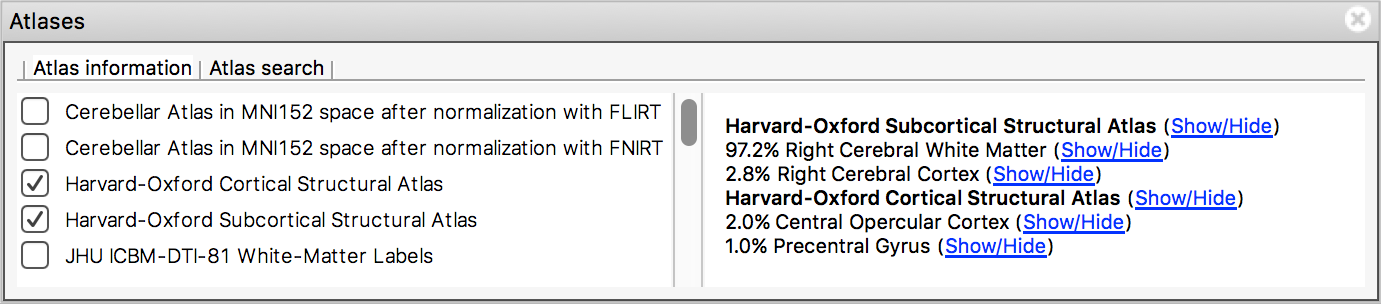 Atlases
Atlas information | Atlas search
Cerebellar Atlas in MNI152 space after normalization with FLIRT
Cerebellar Atlas in MNI152 space after normalization with FNIRT
Harvard-Oxford Cortical Structural Atlas
Harvard-Oxford Subcortical Structural Atlas
JHU ICBM-DTI-81 White-Matter Labels
Harvard-Oxford Subcortical Structural Atlas (Show/Hide)
97.2% Right Cerebral White Matter (Show/Hide)
2.8% Right Cerebral Cortex (Show/Hide)
Harvard-Oxford Cortical Structural Atlas (Show/Hide)
2.0% Central Opercular Cortex (Show/Hide)
1.0% Precentral Gyrus (Show/Hide)